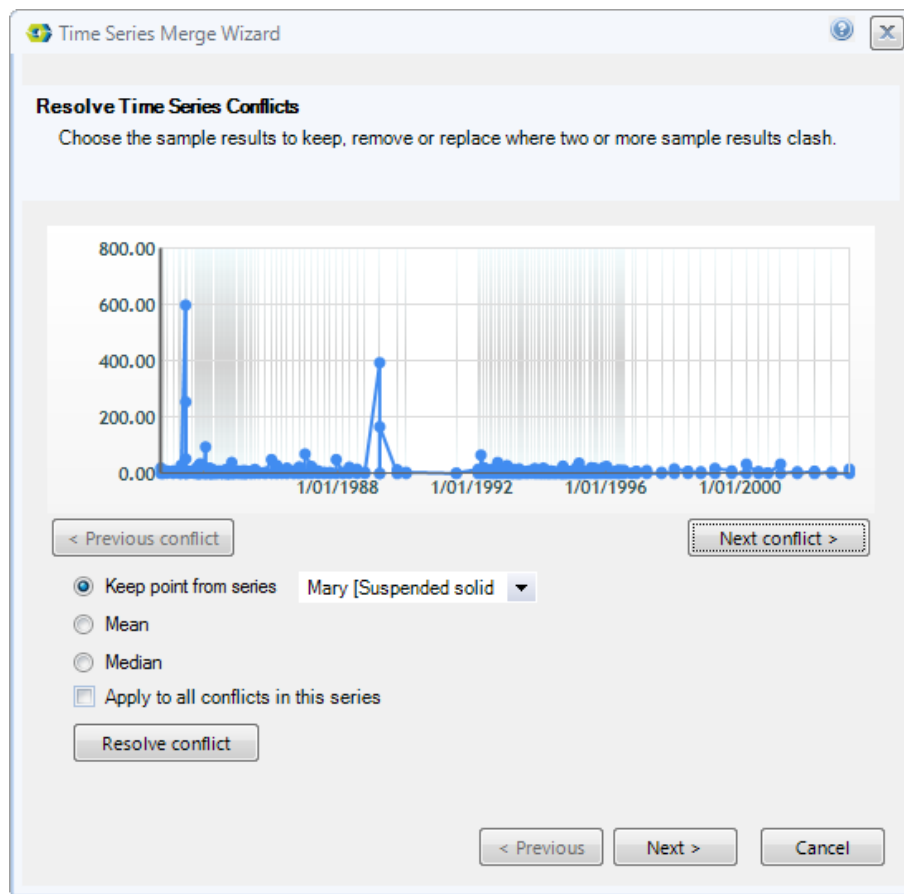 Time Series Merge Wizard
Resolve Time Series Conflicts
Choose the sample results to keep, remove or replace where two or more sample results clash.
800.00
600.00
400.00
200.00
0.00
1/01/1988 1/01/1992 1/01/1996 1/01/2000
< Previous conflict Next conflict >
Keep point from series Mary [Suspended solid
Mean
Median
Apply to all conflicts in this series
Resolve conflict
< Previous Next > Cancel